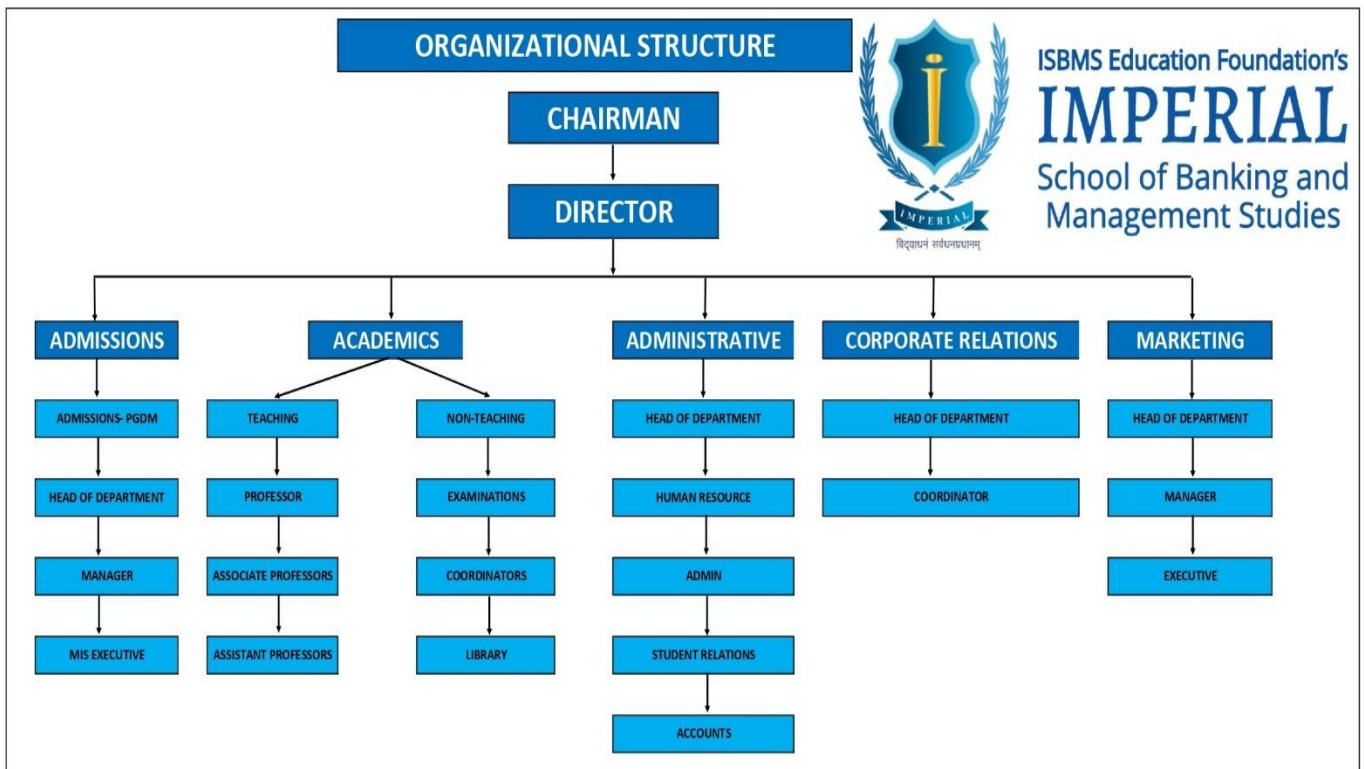 ORGANIZATIONAL STRUCTURE
ISBMS Education Foundation's
IMPERIAL
School of Banking and
Management Studies
I
IMPERIAL
विद्याधनं सर्वधनप्रधानम्
CHAIRMAN
DIRECTOR
ADMISSIONS
ACADEMICS
ADMINISTRATIVE
CORPORATE RELATIONS
MARKETING
ADMISSIONS- PGDM
TEACHING
NON-TEACHING
HEAD OF DEPARTMENT
HEAD OF DEPARTMENT
HEAD OF DEPARTMENT
HEAD OF DEPARTMENT
PROFESSOR
EXAMINATIONS
HUMAN RESOURCE
COORDINATOR
MANAGER
MANAGER
ASSOCIATE PROFESSORS
COORDINATORS
ADMIN
EXECUTIVE
MIS EXECUTIVE
ASSISTANT PROFESSORS
LIBRARY
STUDENT RELATIONS
ACCOUNTS